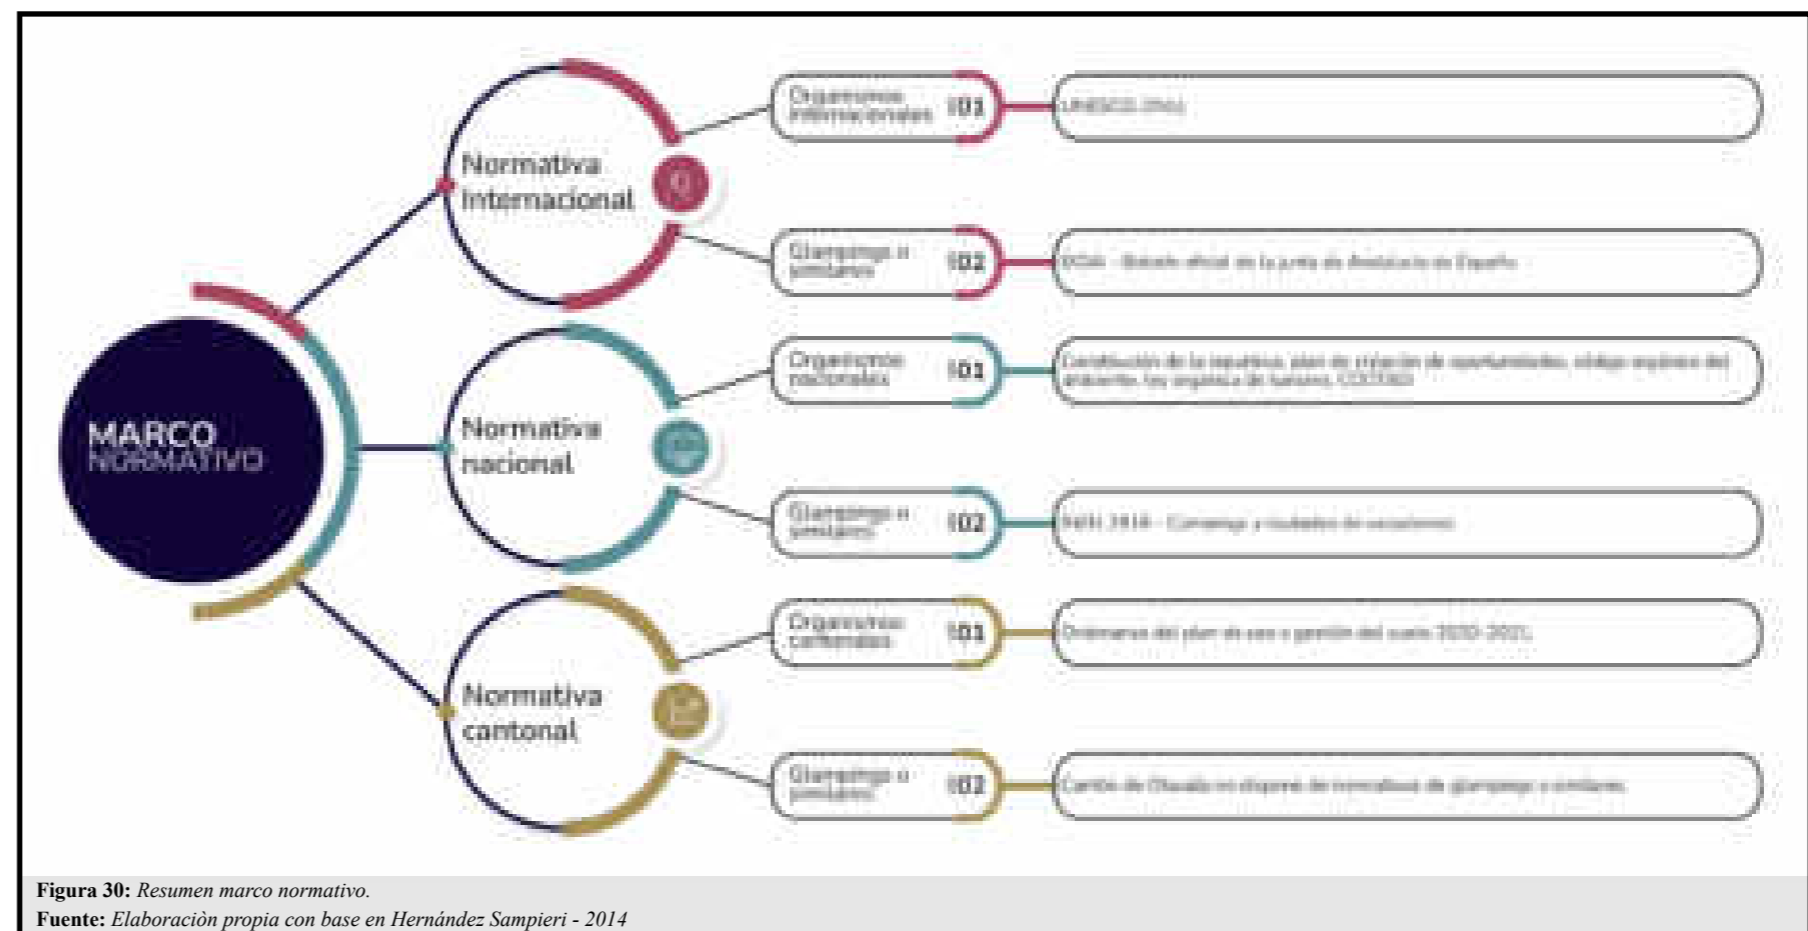 MARCO
NORMATIVO
Normativa
Internacional
Organismos
internacionales
01
UNESCO
Glampings o
similares
02
BOJA - Boletín oficial de la junta de Andalucía en España
Normativa
nacional
Organismos
nacionales
01
Constitución de la república, plan de creación de oportunidades, código orgánico del
ambiente, ley orgánica de turismo, COOTAD
Glampings o
similares
02
Campings y ciudades de vacaciones
Normativa
cantonal
Organismos
cantonales
01
Ordenanza del plan de uso y gestión del suelo
Glampings o
similares
02
Cantón de Otavalo no dispone de normativas de glampings o similares
Figura 30: Resumen marco normativo.
Fuente: Elaboraciòn propia con base en Hernández Sampieri - 2014